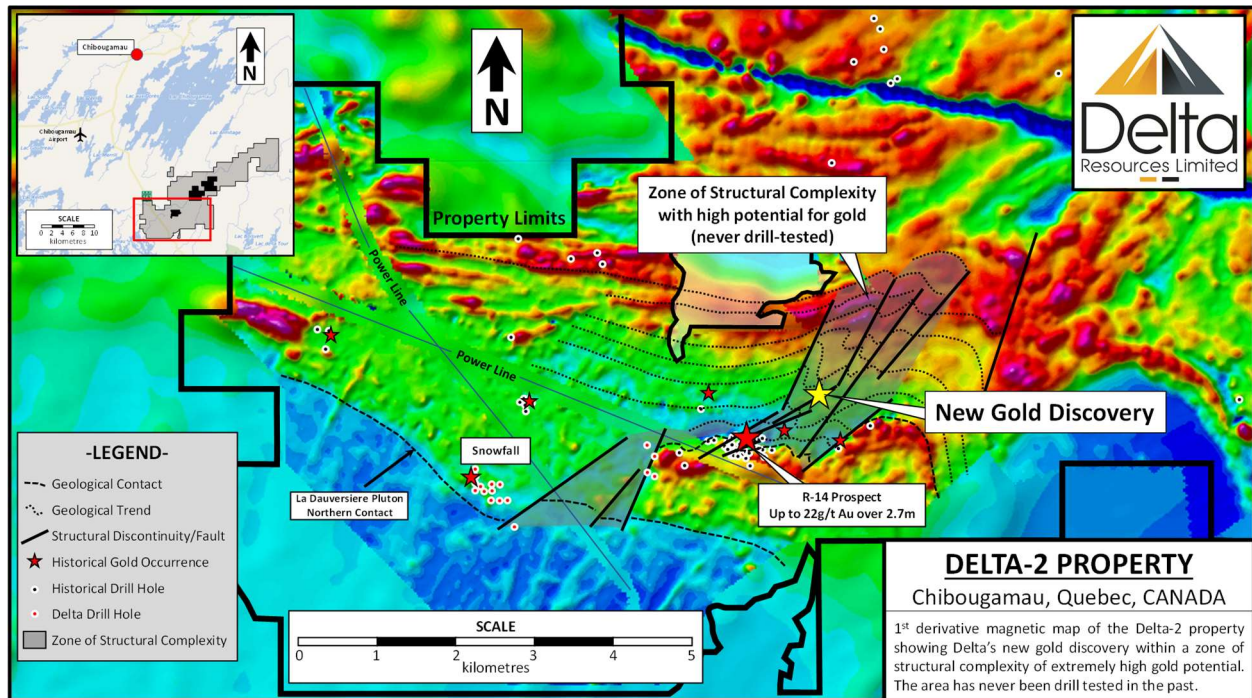 Chibougamau
N
Chibougamau
Airport
SCALE
0 2 4 6 8 10
kilometres
N
Delta
Resources Limited
Zone of Structural Complexity
with high potential for gold
(never drill-tested)
Property Limits
Power Line
Power Line
New Gold Discovery
Snowfall
La Dauversiere Pluton
Northern Contact
R-14 Prospect
Up to 22g/t Au over 2.7m
-LEGEND-
Geological Contact
Geological Trend
Structural Discontinuity/Fault
Historical Gold Occurrence
Historical Drill Hole
Delta Drill Hole
Zone of Structural Complexity
SCALE
0 1 2 3 4 5
kilometres
DELTA-2 PROPERTY
Chibougamau, Quebec, CANADA
1st derivative magnetic map of the Delta-2 property
showing Delta's new gold discovery within a zone of
structural complexity of extremely high gold potential.
The area has never been drill tested in the past.